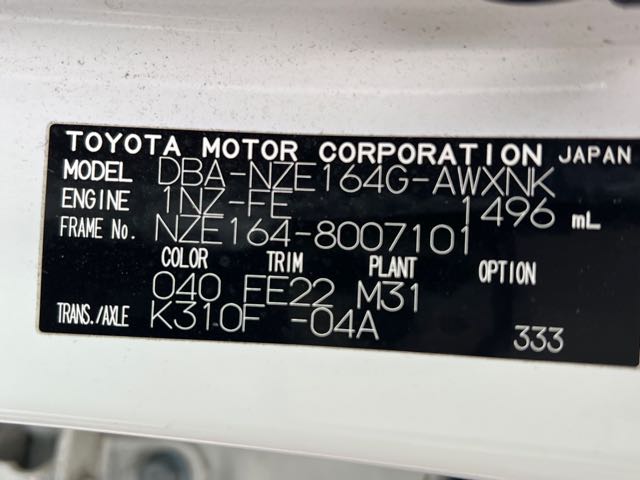 TOYOTA MOTOR CORPORATION JAPAN
MODEL DBA-NZE164G-AWXNK
ENGINE 1NZ-FE 1496 mL
FRAME No. NZE164-8007101
COLOR TRIM PLANT OPTION
040 FE22 M31
TRANS./AXLE K310F -04A 333